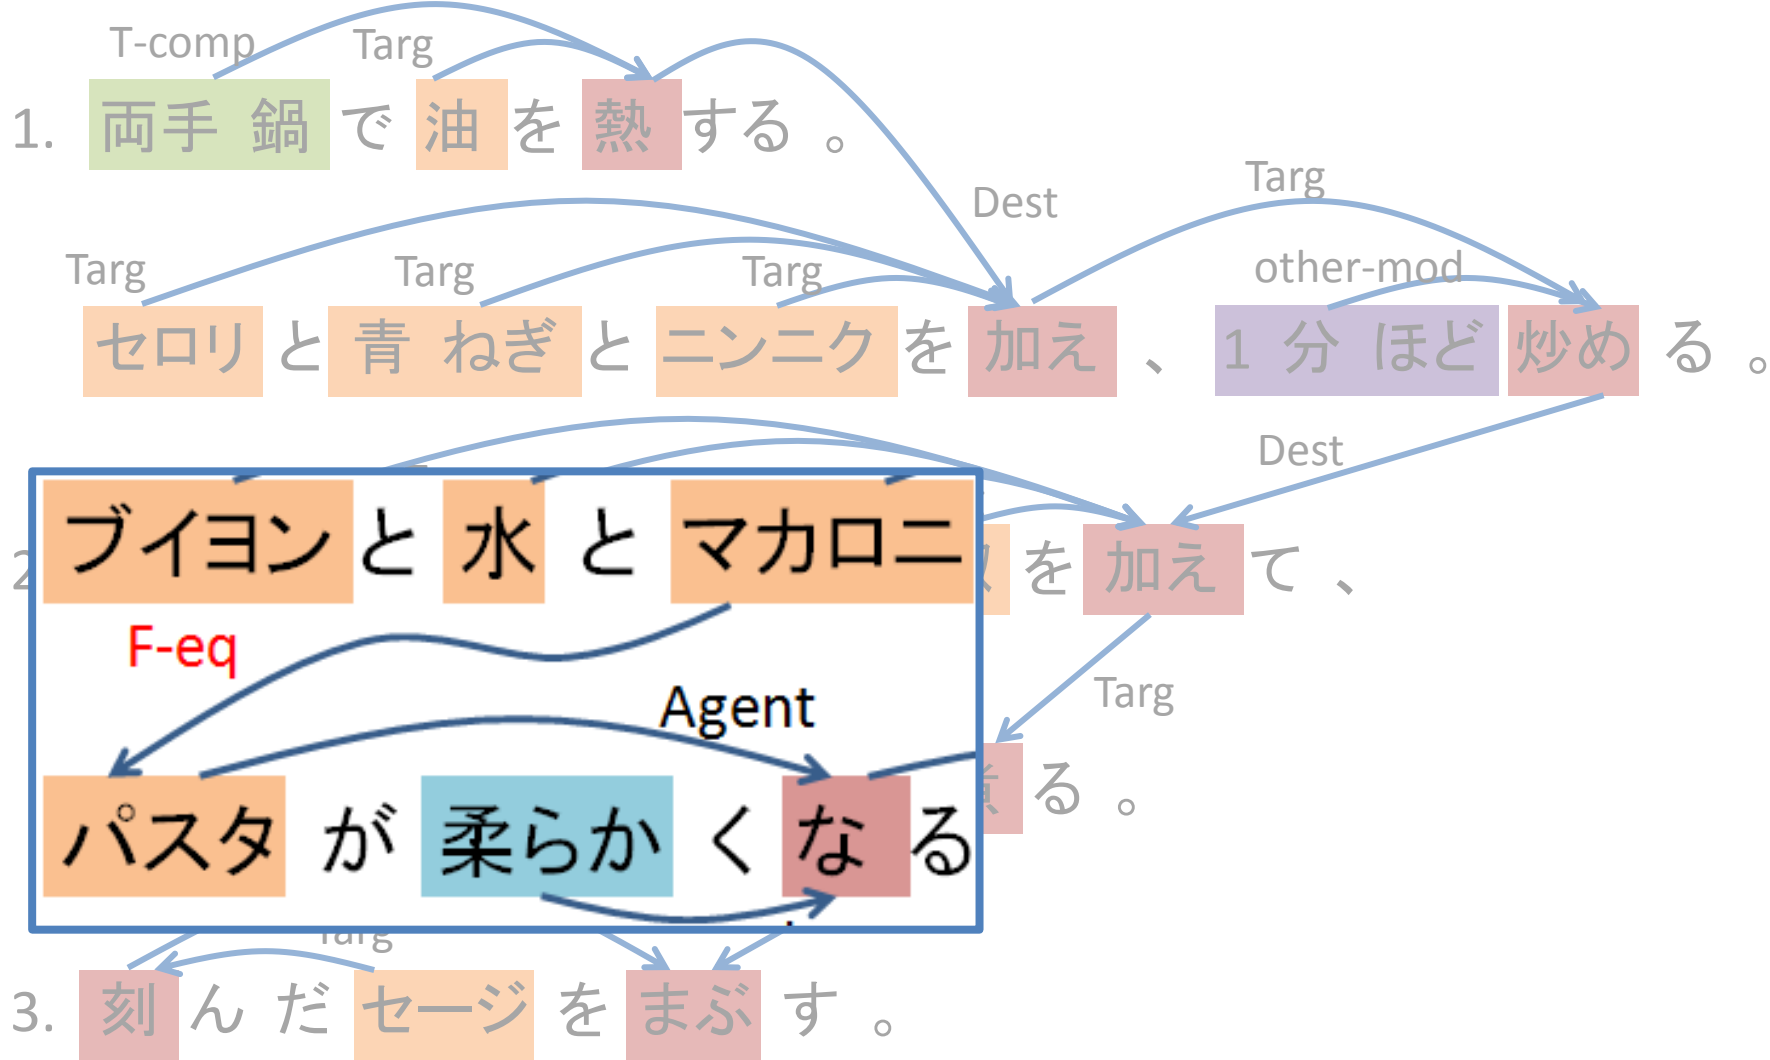 T-comp Targ
1. 両手 鍋 で 油 を 熱 する 。
Dest Targ
Targ Targ Targ other-mod
セロリ と 青 ねぎ と ニンニク を 加え 、 1 分 ほど 炒め る 。
Dest
ブイヨン と 水 と マカロニ
2 を 加え て 、
F-eq
Agent Targ
パスタ が 柔らか く な る
る 。
Targ
3. 刻 ん だ セージ を まぶ す 。